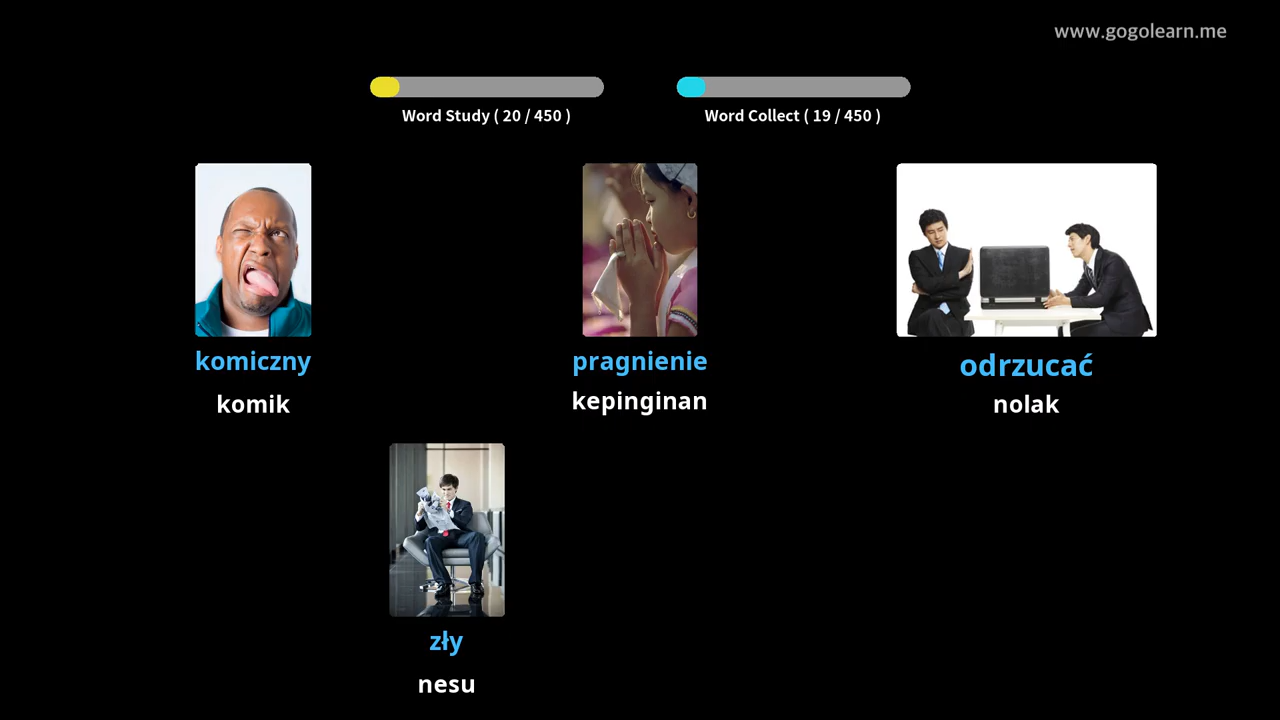 www.gogolearn.me
Word Study ( 20 / 450 )
Word Collect ( 19 / 450 )
komiczny
komik
pragnienie
kepinginan
odrzucać
nolak
zły
nesu